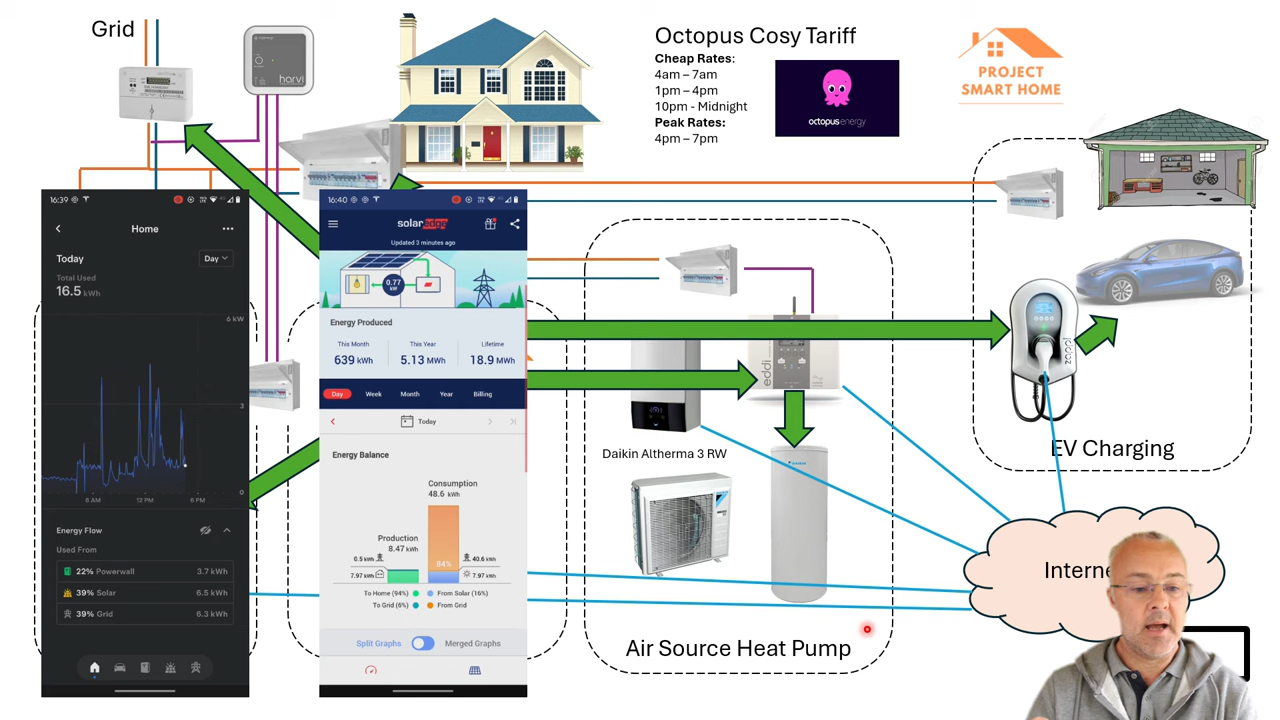 Grid
harvi
Octopus Cosy Tariff
Cheap Rates:
4am – 7am
1pm – 4pm
10pm - Midnight
Peak Rates:
4pm – 7pm
octopusenergy
PROJECT
SMART HOME
16:39
Home
Today
Day
Total Used
16.5 kWh
6 kW
3
0
6 AM
12 PM
6 PM
Energy Flow
Used From
22% Powerwall
3.7 kWh
39% Solar
6.5 kWh
39% Grid
6.3 kWh
16:40
solaredge
Updated 3 minutes ago
0.77
kW
Energy Produced
This Month
This Year
Lifetime
639 kWh
5.13 MWh
18.9 MWh
Day
Week
Month
Year
Billing
Today
Energy Balance
Consumption
48.6 kWh
Production
8.47 kWh
0.5 kWh
84%
40.6 kWh
7.97 kWh
7.97 kWh
To Home (94%)
From Solar (16%)
To Grid (6%)
From Grid
Split Graphs
Merged Graphs
eddi
Daikin Altherma 3 RW
Air Source Heat Pump
zappi
EV Charging
Interne